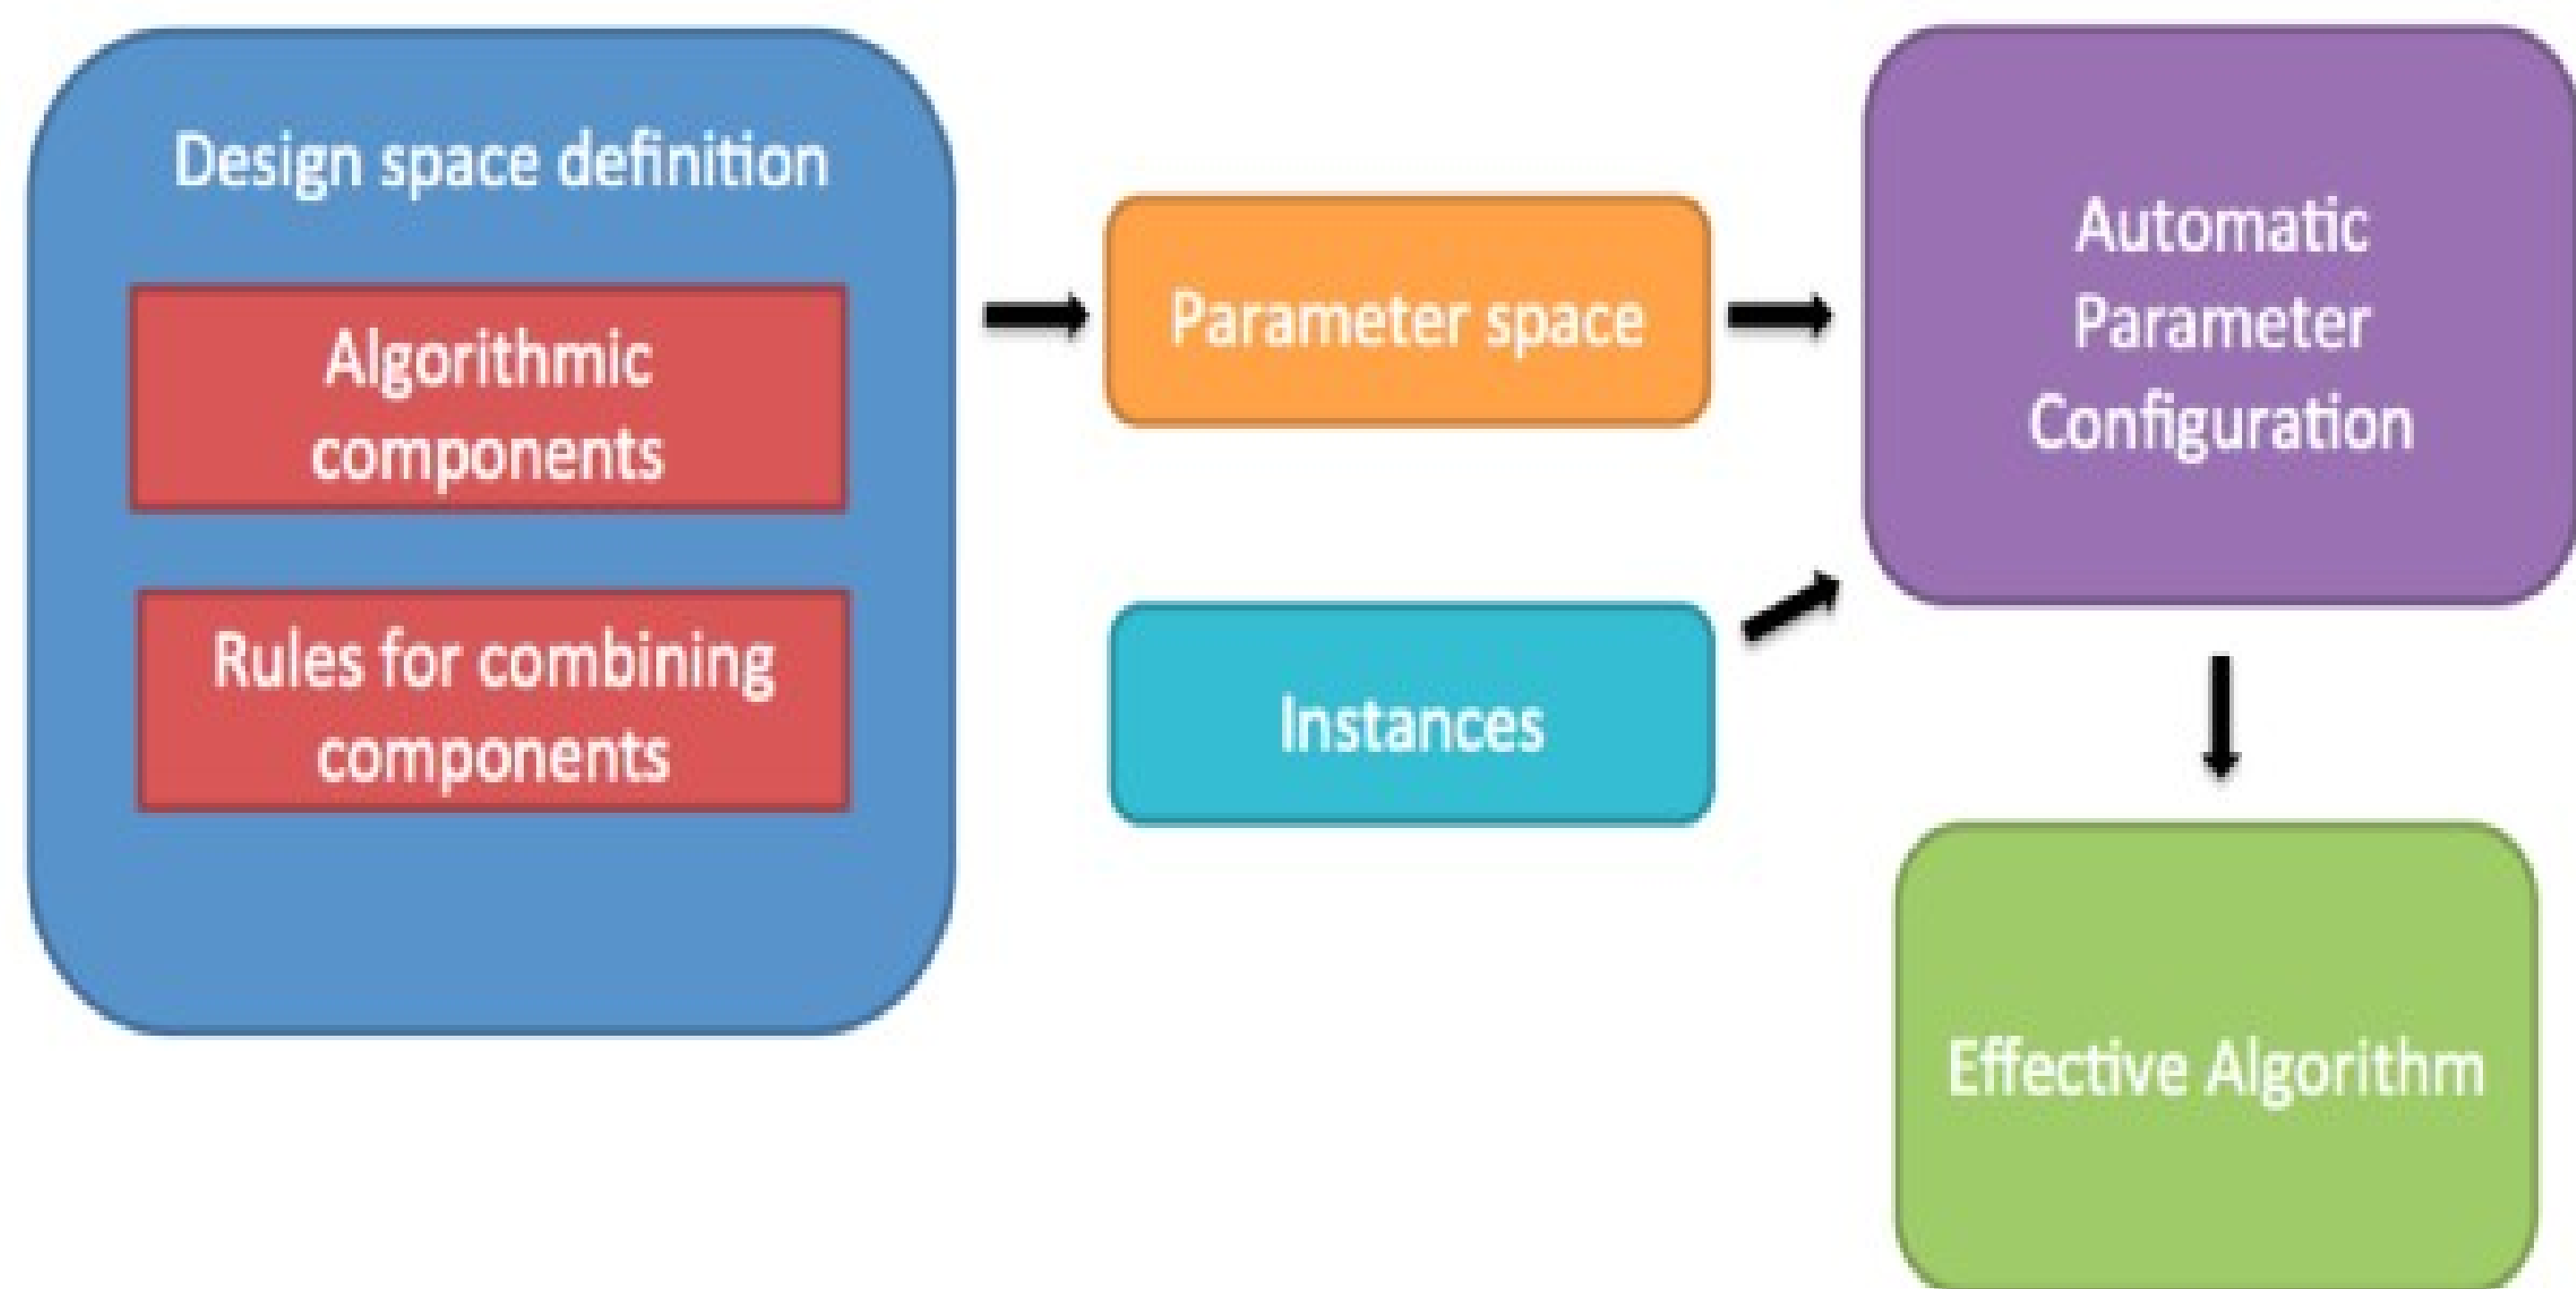 Design space definition
Algorithmic
components
Rules for combining
components
Parameter space
Instances
Automatic
Parameter
Configuration
Effective Algorithm